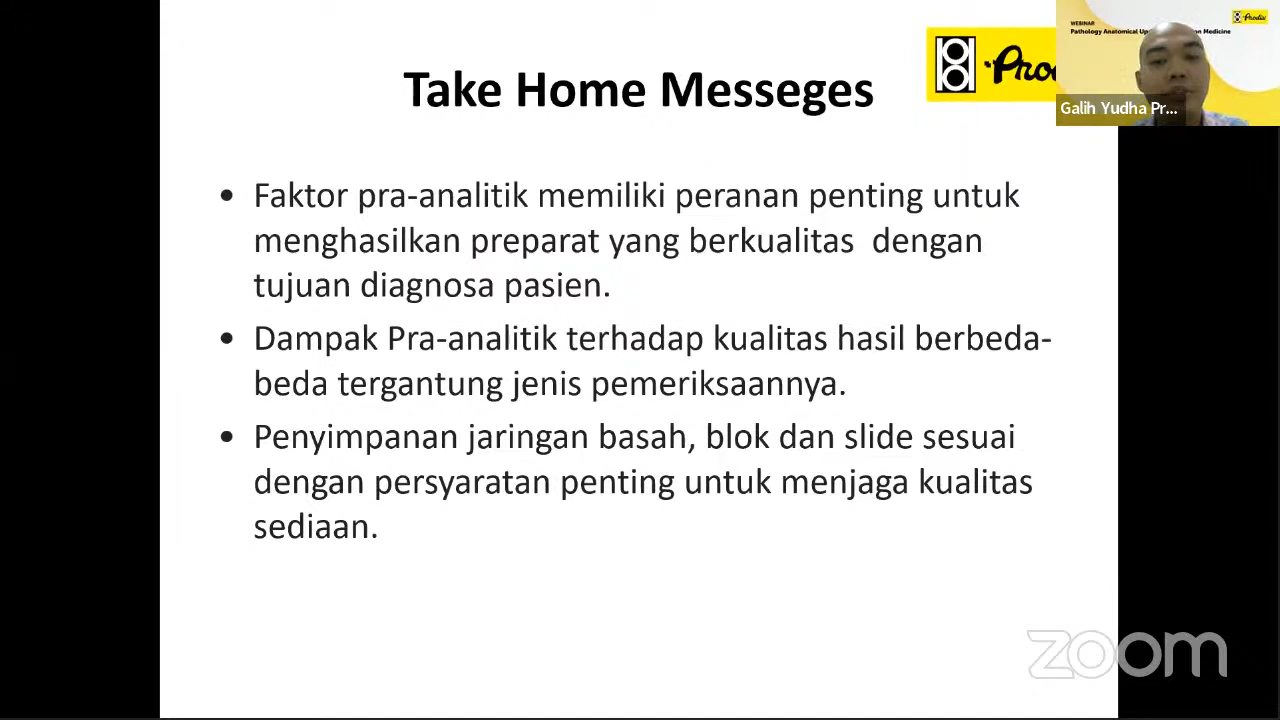 WEBINAR
Prodia
Pathology Anatomical Up
on Medicine
Galih Yudha Pr...
Take Home Messeges
• Faktor pra-analitik memiliki peranan penting untuk
menghasilkan preparat yang berkualitas dengan
tujuan diagnosa pasien.
• Dampak Pra-analitik terhadap kualitas hasil berbeda-
beda tergantung jenis pemeriksaannya.
• Penyimpanan jaringan basah, blok dan slide sesuai
dengan persyaratan penting untuk menjaga kualitas
sediaan.
zoom